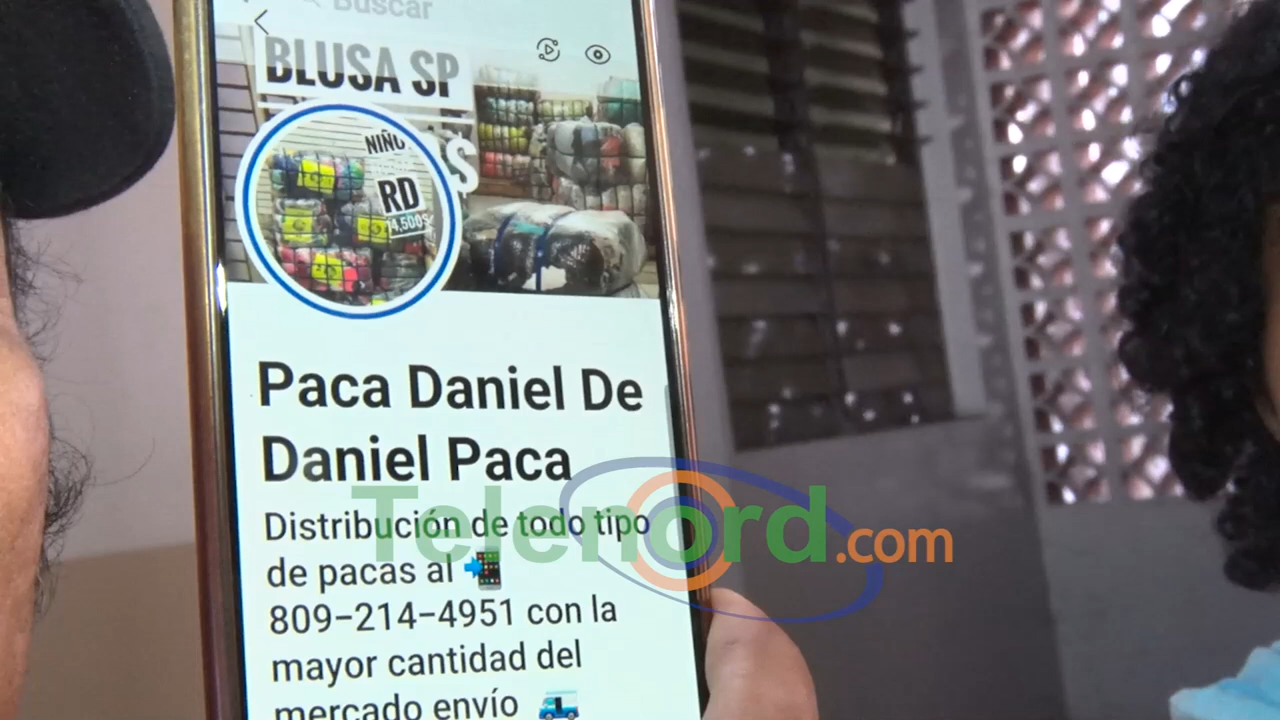 Buscar
BLUSA SP
$
NIÑO
RD
4,500$
Paca Daniel De
Daniel Paca
Distribución de todo tipo
de pacas al
809-214-4951 con la
mayor cantidad del
mercado envío
Telenord.com